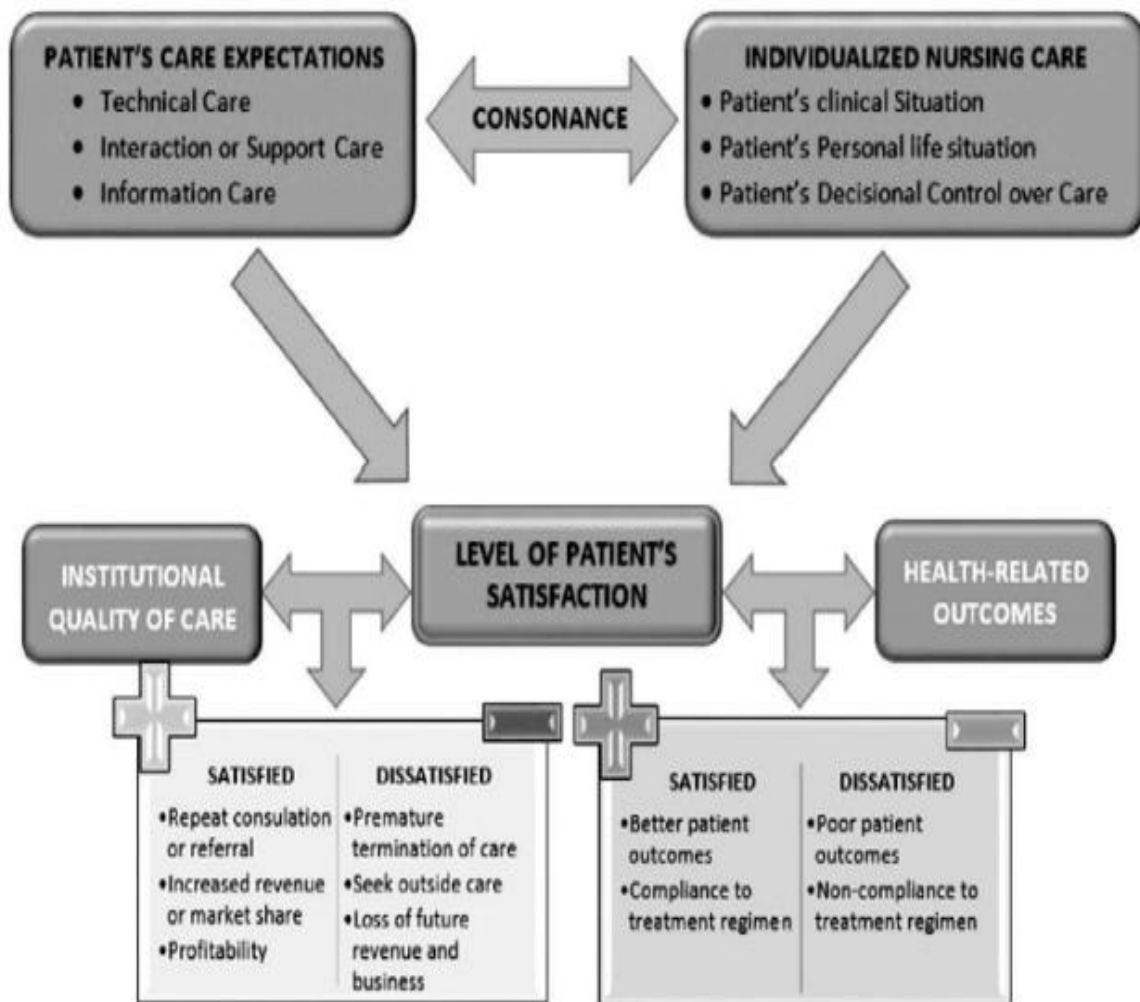 PATIENT'S CARE EXPECTATIONS
• Technical Care
• Interaction or Support Care
• Information Care
CONSONANCE
INDIVIDUALIZED NURSING CARE
• Patient's clinical Situation
• Patient's Personal life situation
• Patient's Decisional Control over Care
INSTITUTIONAL
QUALITY OF CARE
LEVEL OF PATIENT'S
SATISFACTION
HEALTH-RELATED
OUTCOMES
SATISFIED
•Repeat consulation
or referral
•Increased revenue
or market share
•Profitability
DISSATISFIED
•Premature
termination of care
•Seek outside care
•Loss of future
revenue and
business
SATISFIED
•Better patient
outcomes
•Compliance to
treatment regimen
DISSATISFIED
•Poor patient
outcomes
•Non-compliance to
treatment regimen